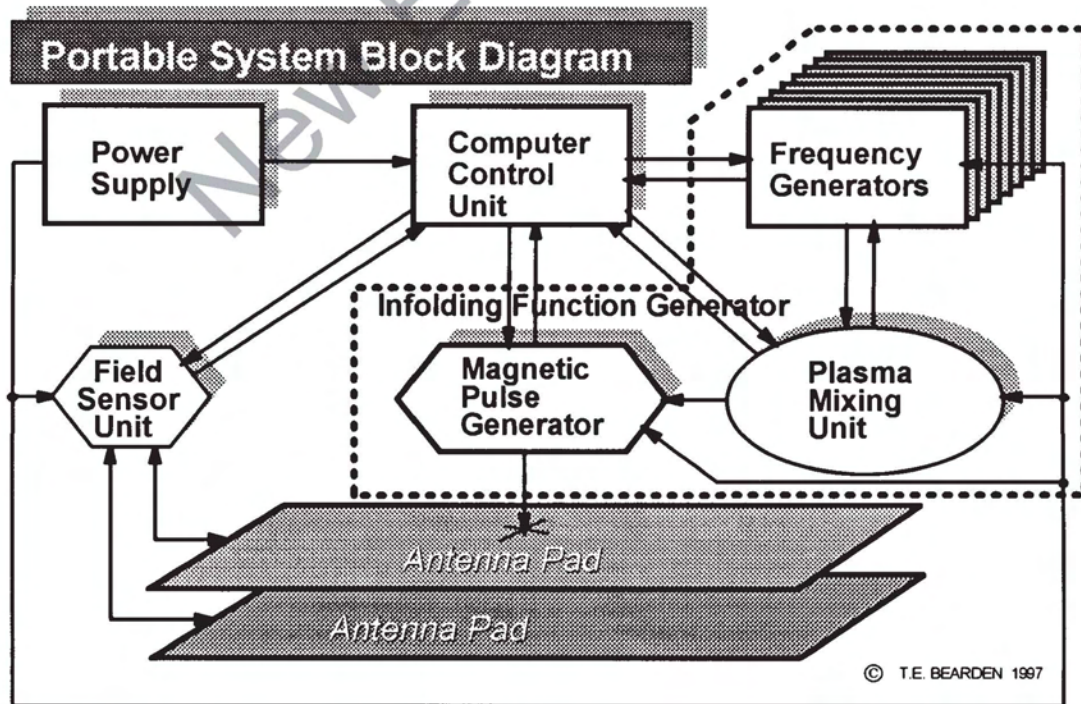 Portable System Block Diagram
Power
Supply
Computer
Control
Unit
Frequency
Generators
Infolding Function Generator
Field
Sensor
Unit
Magnetic
Pulse
Generator
Plasma
Mixing
Unit
Antenna Pad
Antenna Pad
© T.E. BEARDEN 1997